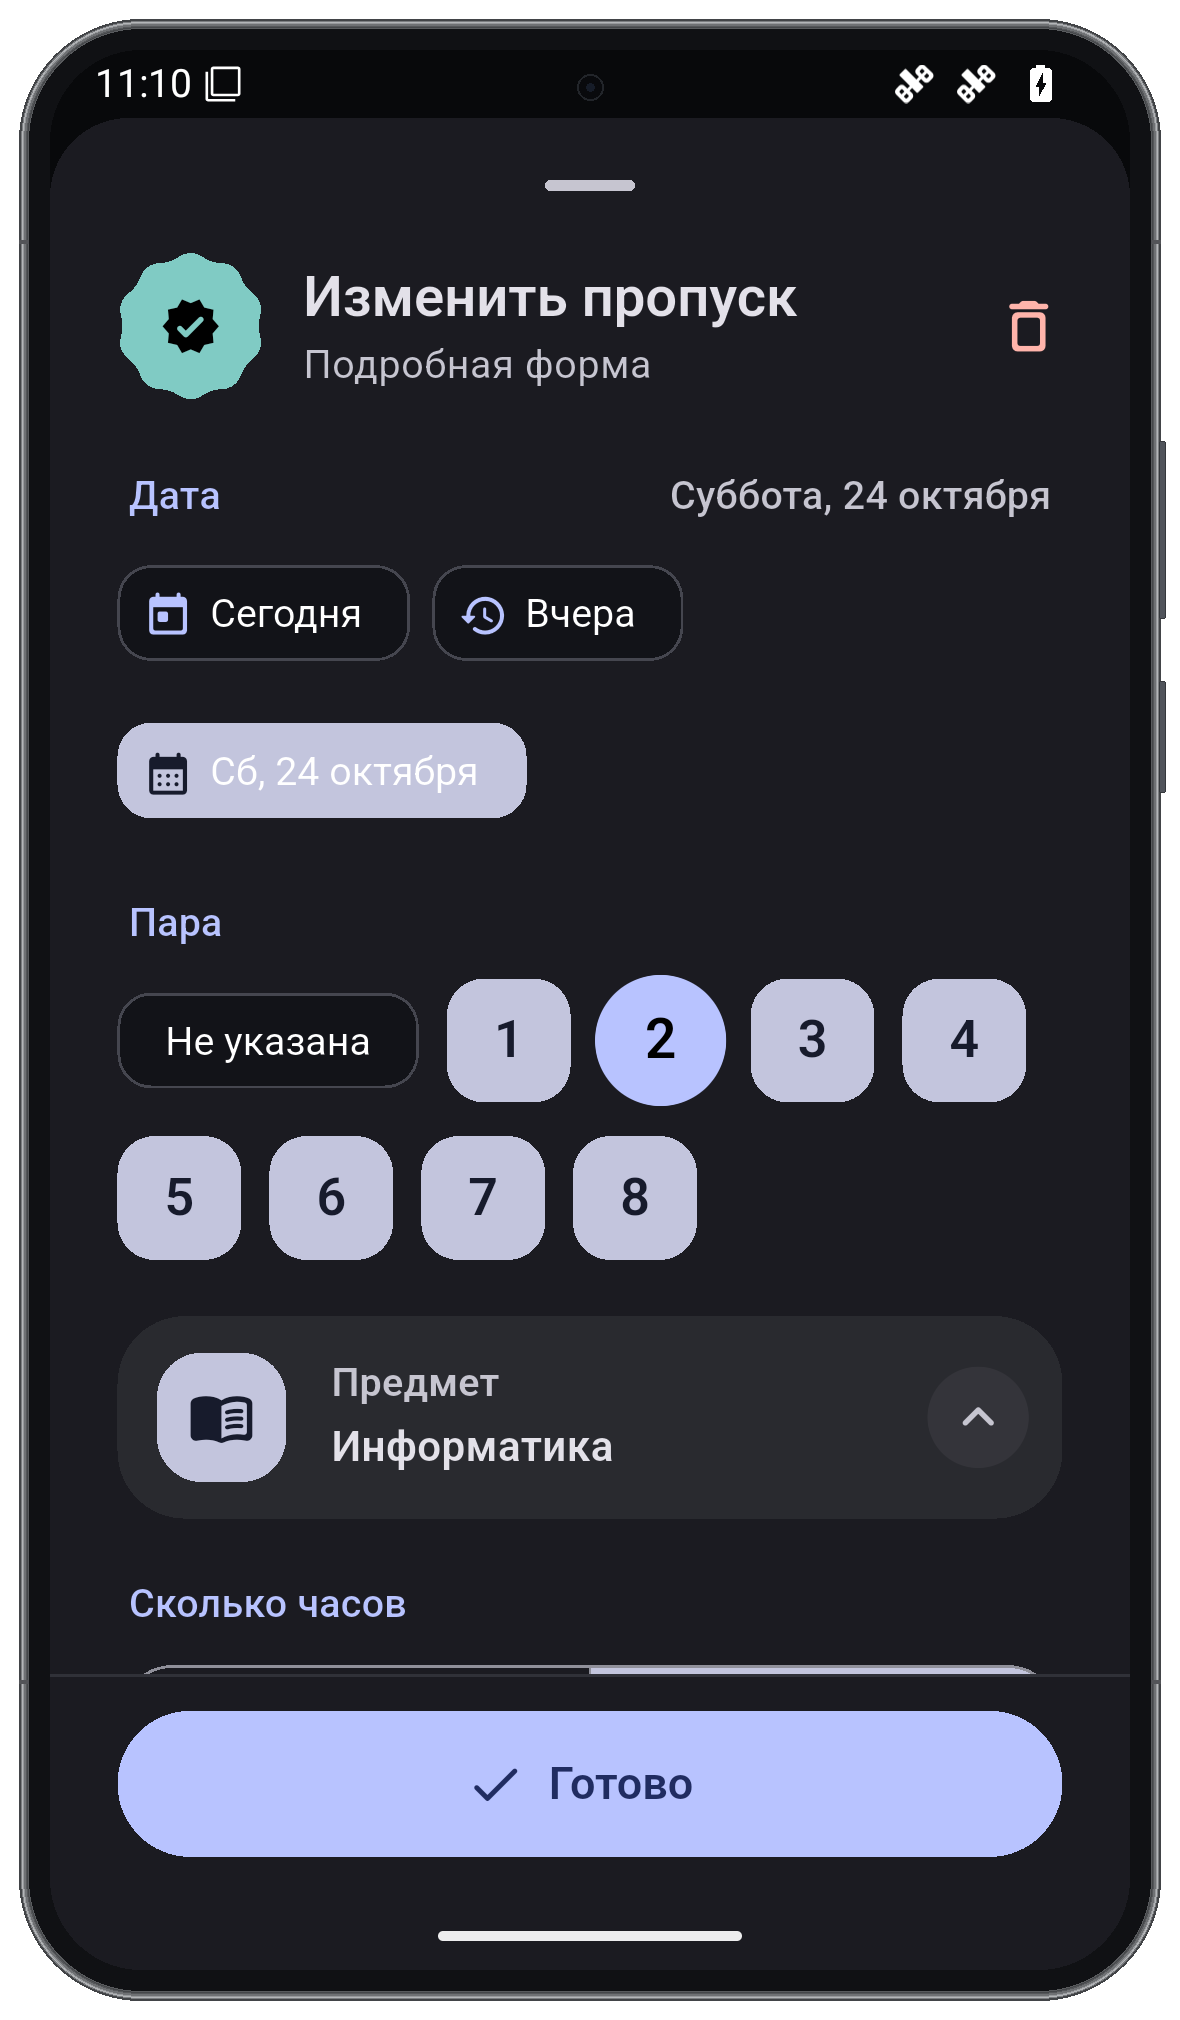 11:10
Изменить пропуск
Подробная форма
Дата
Суббота, 24 октября
Сегодня
Вчера
Сб, 24 октября
Пара
Не указана 1 2 3 4
5 6 7 8
Предмет
Информатика
Сколько часов
Готово